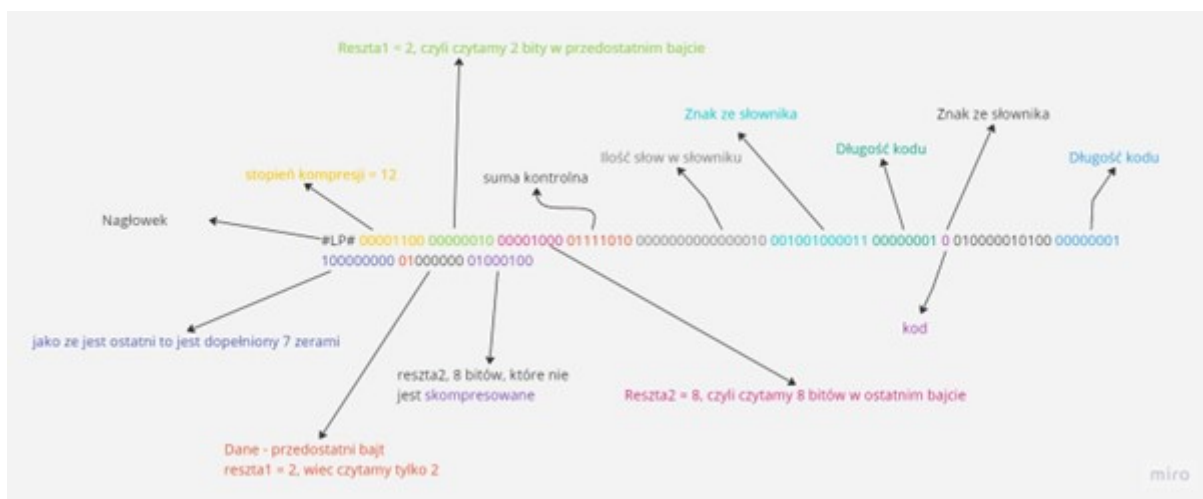 Reszta1 = 2, czyli czytamy 2 bity w przedostatnim bajcie
Znak ze słownika
Znak ze słownika
stopień kompresji = 12
suma kontrolna
Ilość słow w słowniku
Długość kodu
Długość kodu
Nagłowek
#LP# 00001100 00000010 00001000 01111010 0000000000000010 001001000011 00000001 0 010000010100 00000001
100000000 01000000 01000100
jako ze jest ostatni to jest dopełniony 7 zerami
kod
reszta2, 8 bitów, które nie
jest skompresowane
Reszta2 = 8, czyli czytamy 8 bitów w ostatnim bajcie
Dane - przedostatni bajt
reszta1 = 2, wiec czytamy tylko 2
miro